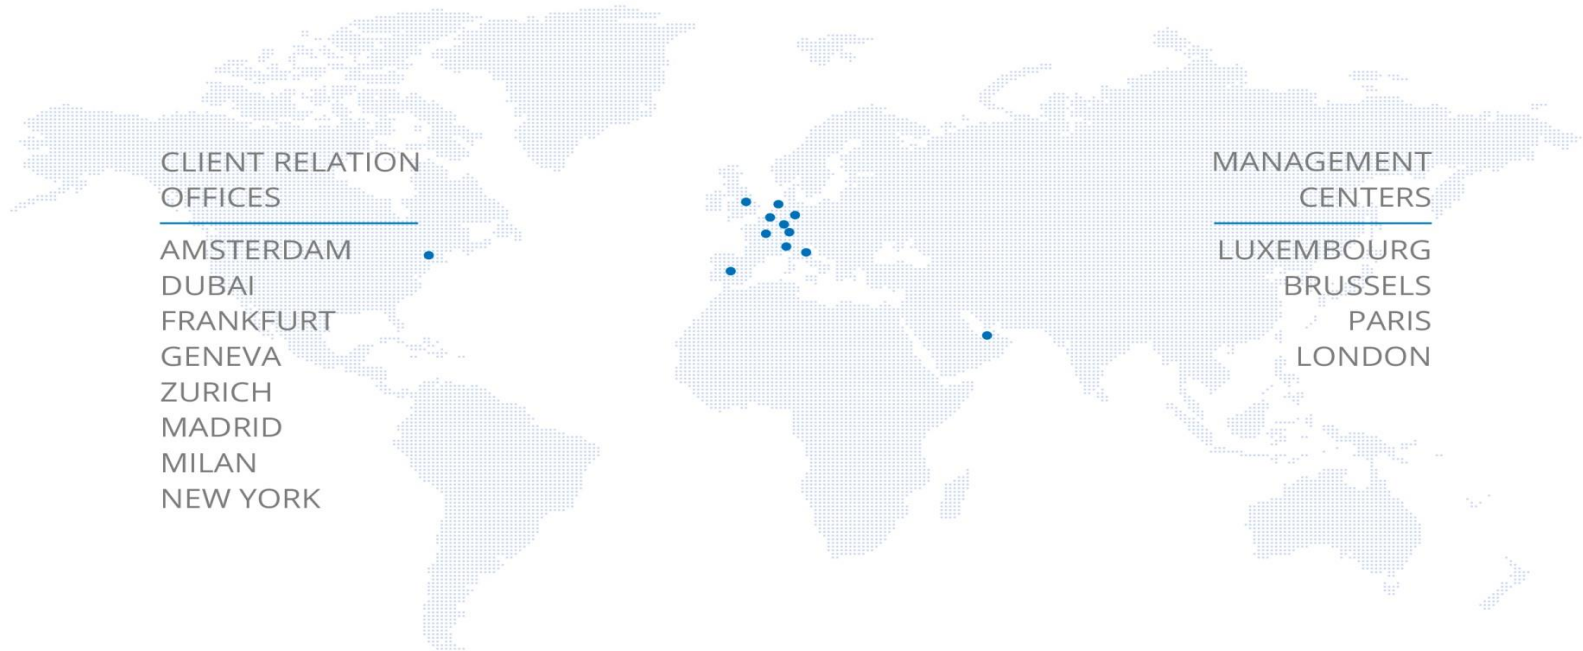 CLIENT RELATION
OFFICES
AMSTERDAM
DUBAI
FRANKFURT
GENEVA
ZURICH
MADRID
MILAN
NEW YORK
MANAGEMENT
CENTERS
LUXEMBOURG
BRUSSELS
PARIS
LONDON